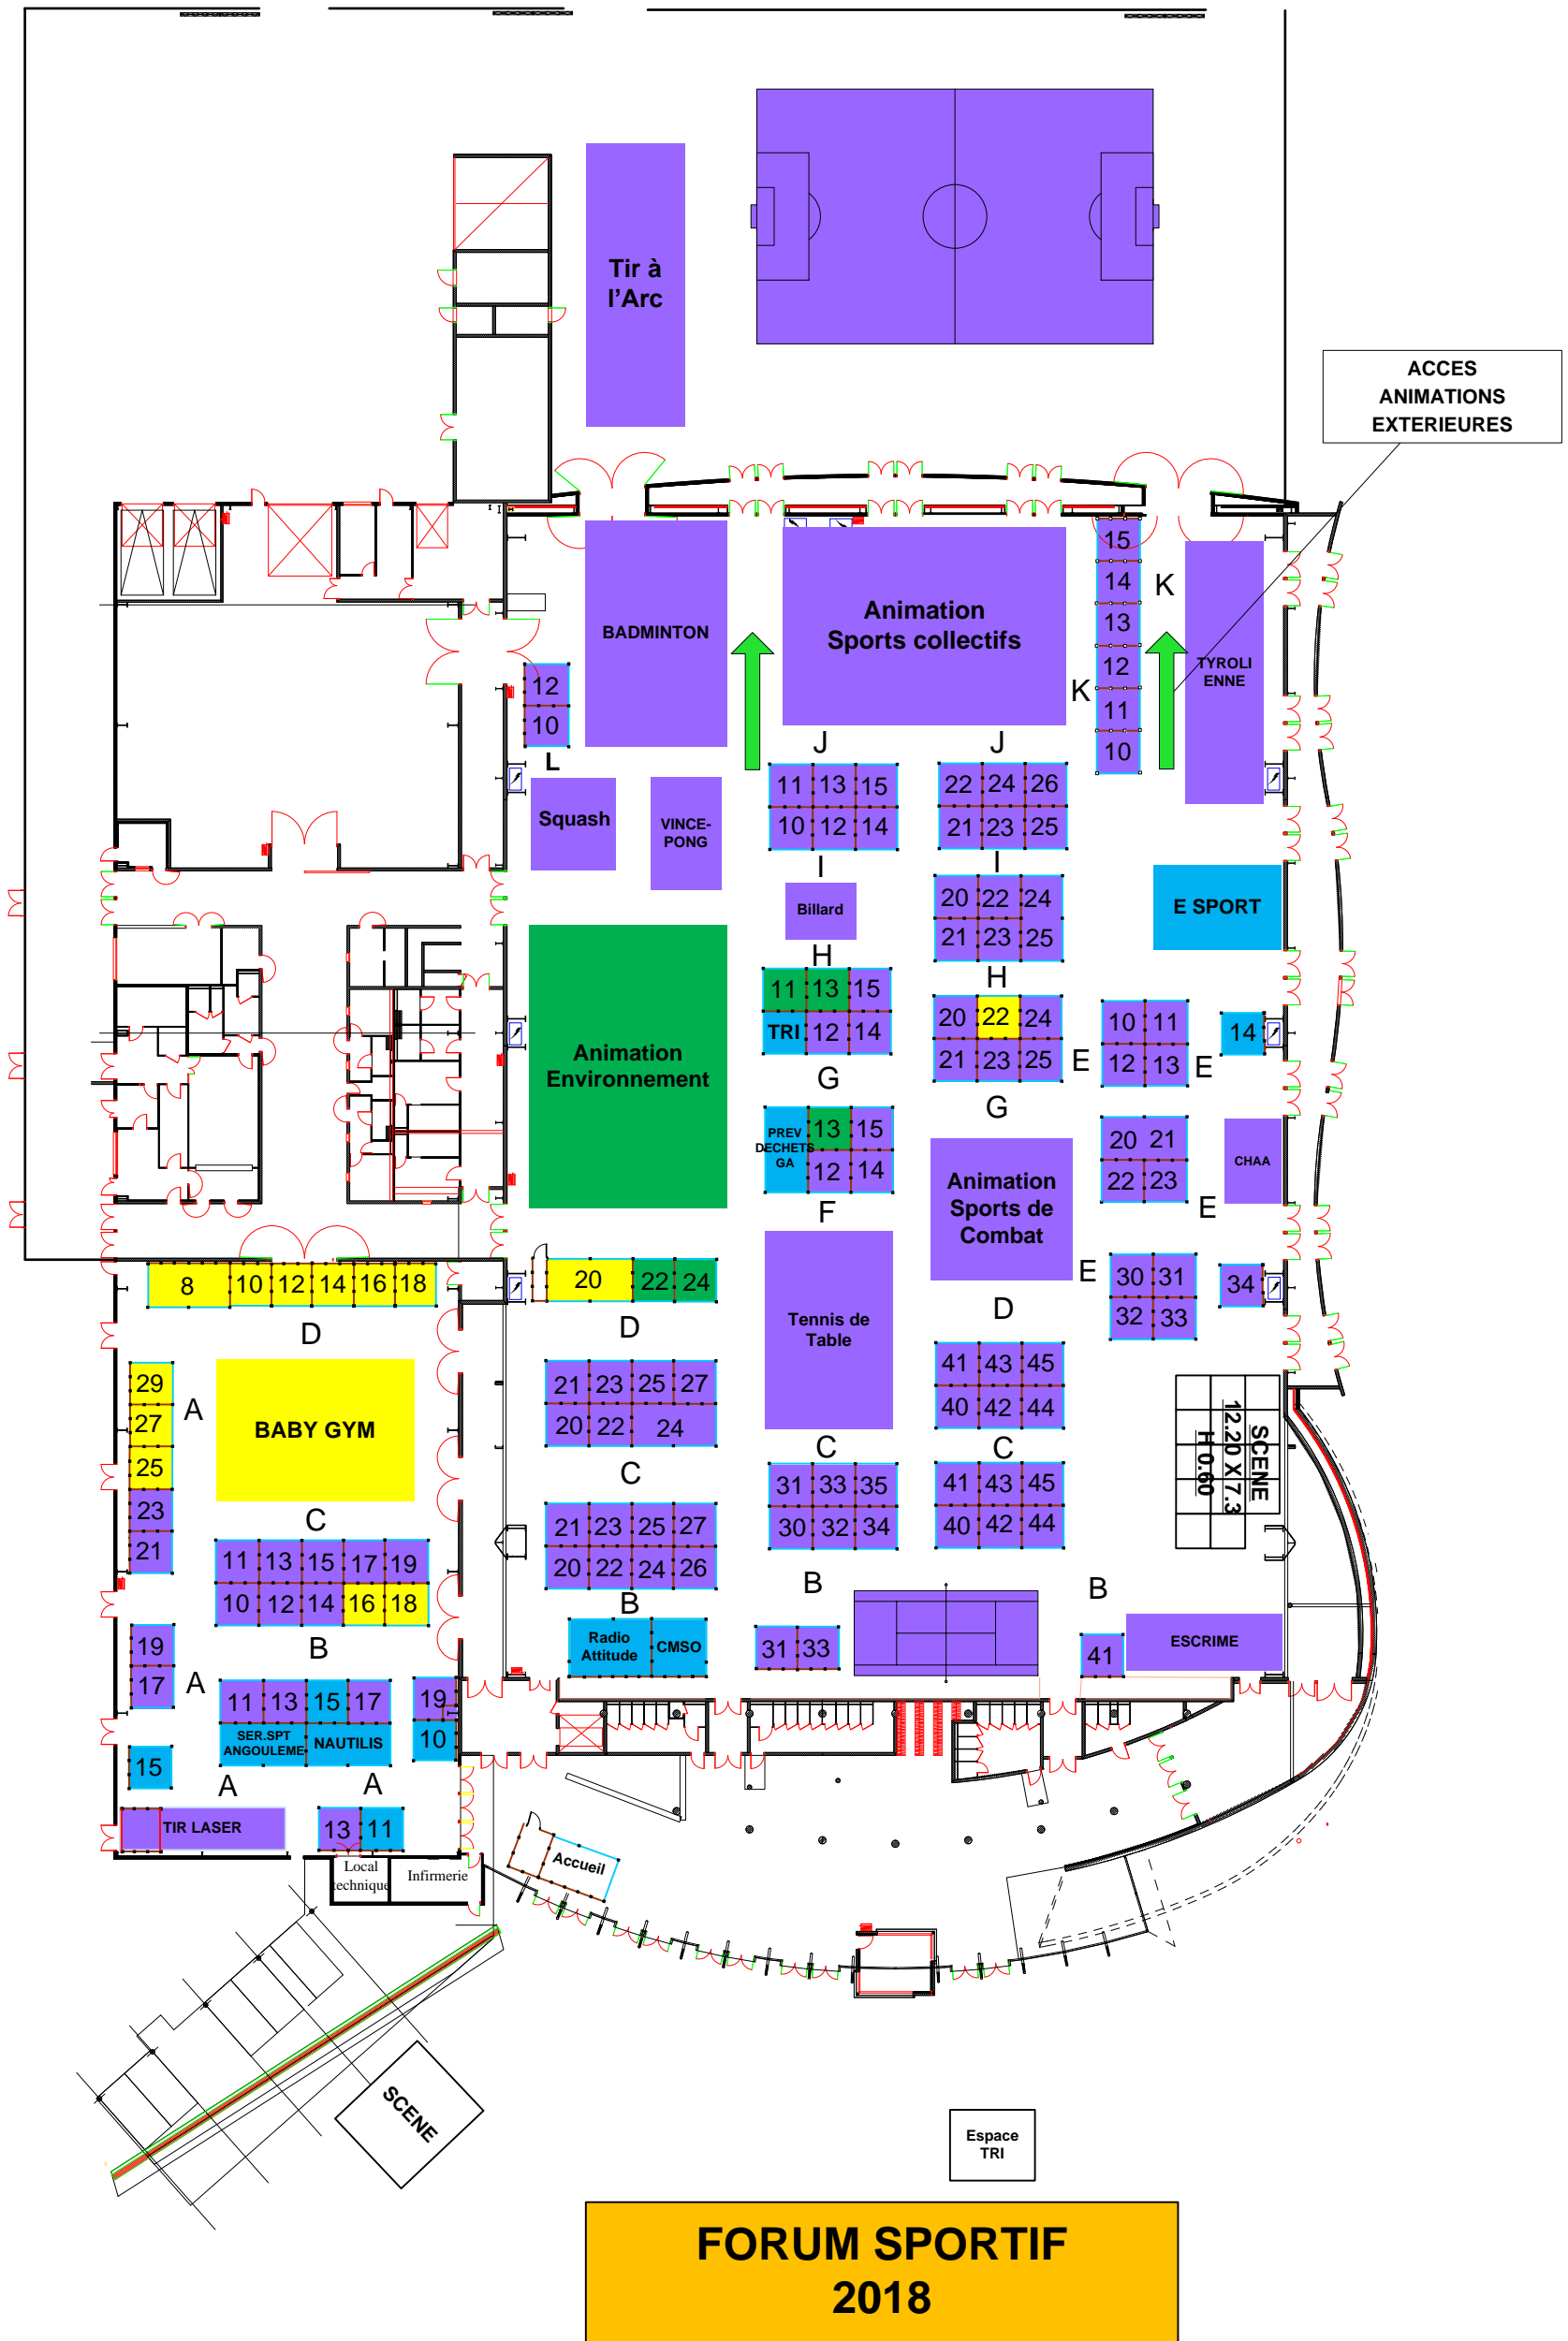 Tir à
l'Arc
ACCES
ANIMATIONS
EXTERIEURES
BADMINTON
Animation
Sports collectifs
15
14
13
12
11
10
K
K
TYROLI
ENNE
12
10
L
Squash
VINCE-
PONG
J
J
11 13 15
10 12 14
22 24 26
21 23 25
I
I
Billard
20 22 24
21 23 25
E SPORT
H
H
11 13 15
TRI 12 14
20 22 24
21 23 25
E
10 11
12 13
E
14
Animation
Environnement
G
G
PREV
DECHETS
GA
13 15
12 14
Animation
Sports de
Combat
20 21
22 23
E
CHAA
F
8 10 12 14 16 18
D
20 22 24
D
Tennis de
Table
E
30 31
32 33
34
D
29
27
25
23
21
A
BABY GYM
21 23 25 27
20 22 24
41 43 45
40 42 44
SCENE
12.20 X 7.3
H 0.60
C
C
C
C
11 13 15 17 19
10 12 14 16 18
21 23 25 27
20 22 24 26
31 33 35
30 32 34
41 43 45
40 42 44
B
B
B
B
19
17
A
Radio
Attitude
CMSO
31 33
41
ESCRIME
11 13 15 17
SER.SPT
ANGOULEME
NAUTILIS
19
10
15
A
A
TIR LASER
13 11
Local
technique
Infirmerie
Accueil
SCENE
Espace
TRI
FORUM SPORTIF
2018